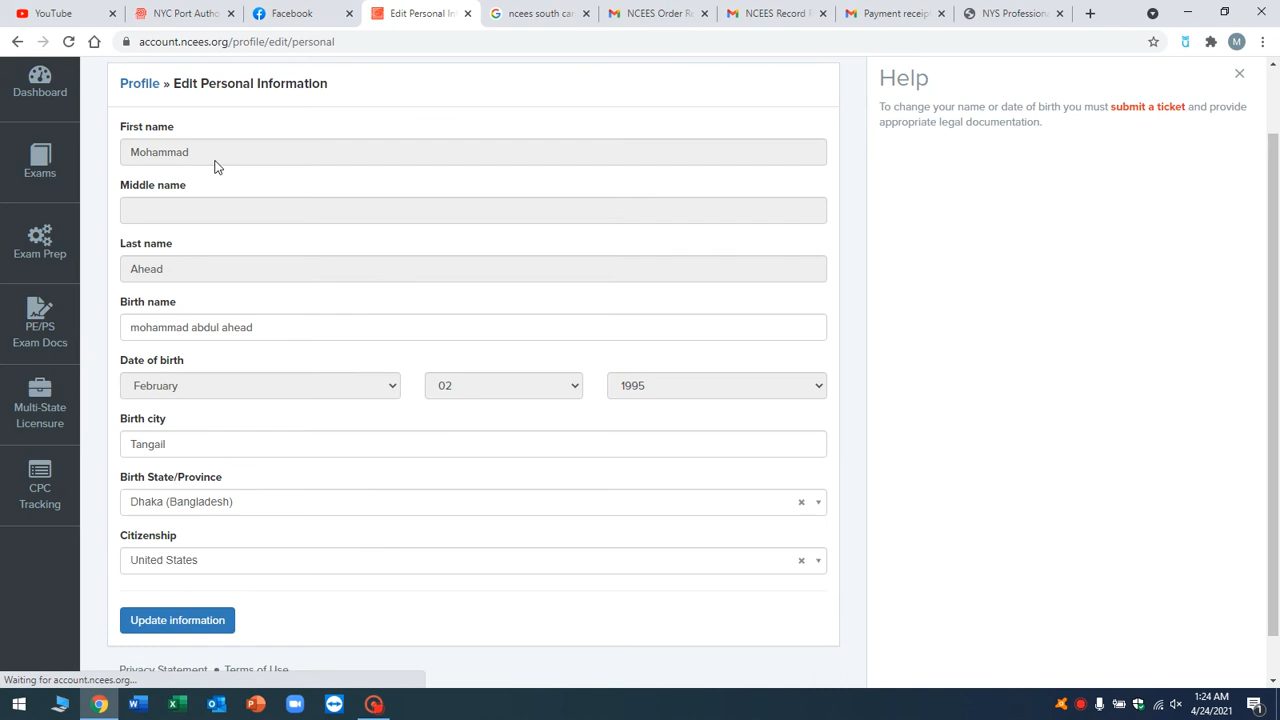 YouTube
NYC Port Autho
Facebook
Edit Personal In
ncees south car
NCEES Order Re
NCEES Record
Payment receip
NYS Profession
account.ncees.org/profile/edit/personal
M
Dashboard
Exams
Exam Prep
PE/PS
Exam Docs
Multi-State
Licensure
CPC
Tracking
Profile » Edit Personal Information
First name
Mohammad
Middle name
Last name
Ahead
Birth name
mohammad abdul ahead
Date of birth
February
02
1995
Birth city
Tangail
Birth State/Province
Dhaka (Bangladesh)
Citizenship
United States
Update information
Privacy Statement • Terms of Use
Help
To change your name or date of birth you must submit a ticket and provide
appropriate legal documentation.
Waiting for account.ncees.org...
1:24 AM
4/24/2021